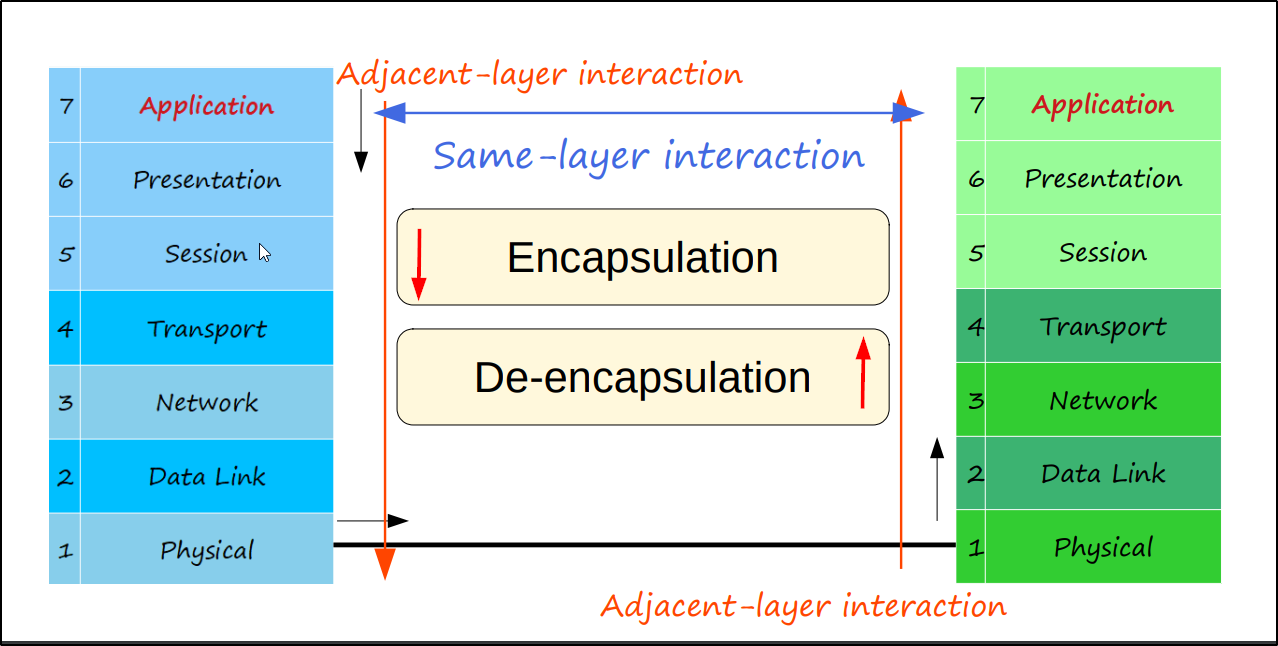 Adjacent-layer interaction
Same-layer interaction
7 Application
6 Presentation
5 Session
4 Transport
3 Network
2 Data Link
1 Physical
Encapsulation
De-encapsulation
7 Application
6 Presentation
5 Session
4 Transport
3 Network
2 Data Link
1 Physical
Adjacent-layer interaction